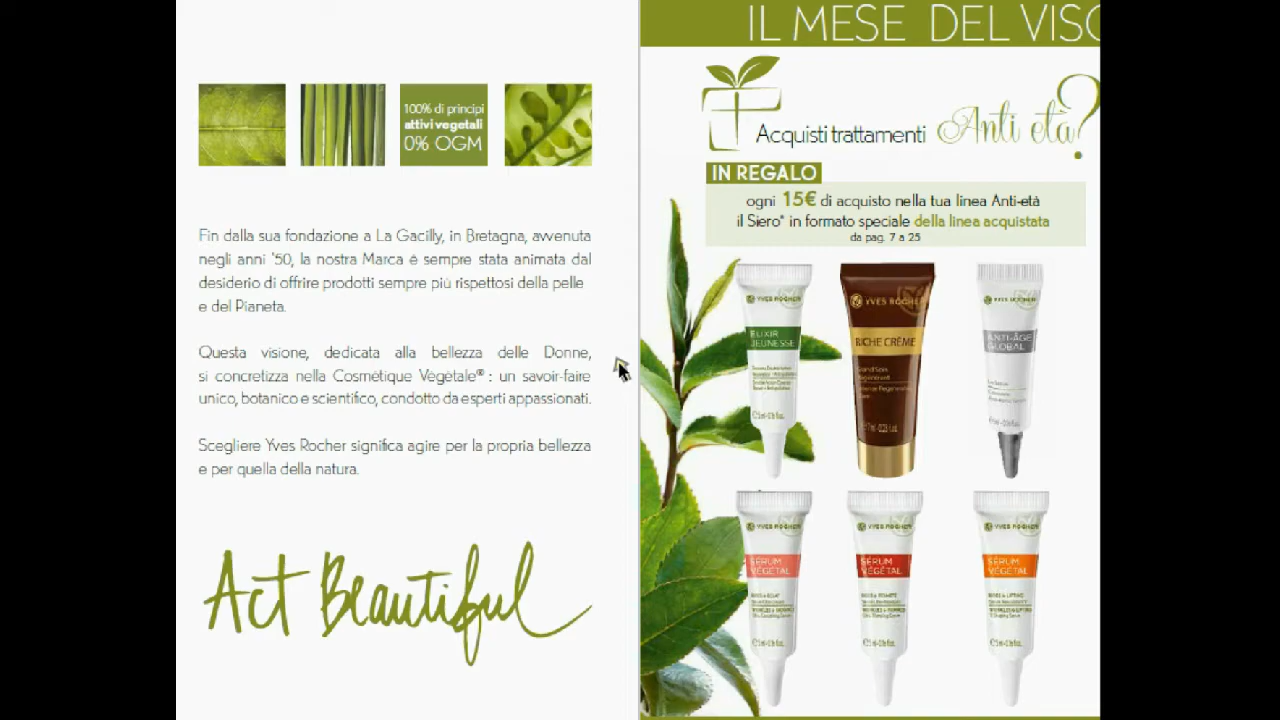 100% di principi
attivi vegetali
0% OGM
Fin dalla sua fondazione a La Gacilly, in Bretagna, avvenuta
negli anni '50, la nostra Marca è sempre stata animata dal
desiderio di offrire prodotti sempre più rispettosi della pelle
e del Pianeta.
Questa visione, dedicata alla bellezza delle Donne,
si concretizza nella Cosmétique Végétale® : un savoir-faire
unico, botanico e scientifico, condotto da esperti appassionati.
Scegliere Yves Rocher significa agire per la propria bellezza
e per quella della natura.
Act Beautiful
IL MESE DEL VISO
Acquisti trattamenti Anti età?
IN REGALO
ogni 15€ di acquisto nella tua linea Anti-età
il Siero* in formato speciale della linea acquistata
da pag. 7 a 25
YVES ROCHER
ELIXIR
JEUNESSE
YVES ROCHER
RICHE CRÈME
YVES ROCHER
ANTI-ÂGE
GLOBAL
YVES ROCHER
SÉRUM
VÉGÉTAL
YVES ROCHER
SÉRUM
VÉGÉTAL
YVES ROCHER
SÉRUM
VÉGÉTAL